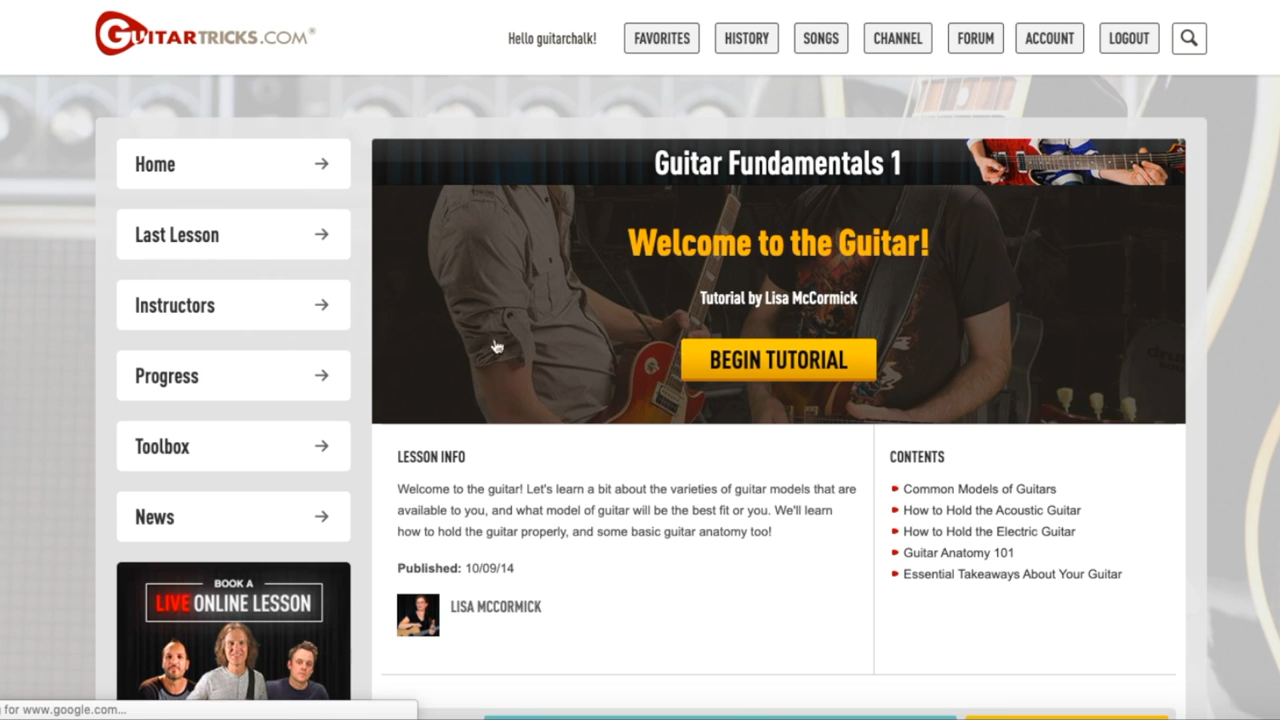 GUITARTRICKS.COM®
Hello guitarchalk!
FAVORITES
HISTORY
SONGS
CHANNEL
FORUM
ACCOUNT
LOGOUT
Home
Last Lesson
Instructors
Progress
Toolbox
News
BOOK A
LIVE ONLINE LESSON
Guitar Fundamentals 1
Welcome to the Guitar!
Tutorial by Lisa McCormick
BEGIN TUTORIAL
LESSON INFO
Welcome to the guitar! Let's learn a bit about the varieties of guitar models that are
available to you, and what model of guitar will be the best fit or you. We'll learn
how to hold the guitar properly, and some basic guitar anatomy too!
Published: 10/09/14
LISA MCCORMICK
CONTENTS
Common Models of Guitars
How to Hold the Acoustic Guitar
How to Hold the Electric Guitar
Guitar Anatomy 101
Essential Takeaways About Your Guitar
for www.google.com...